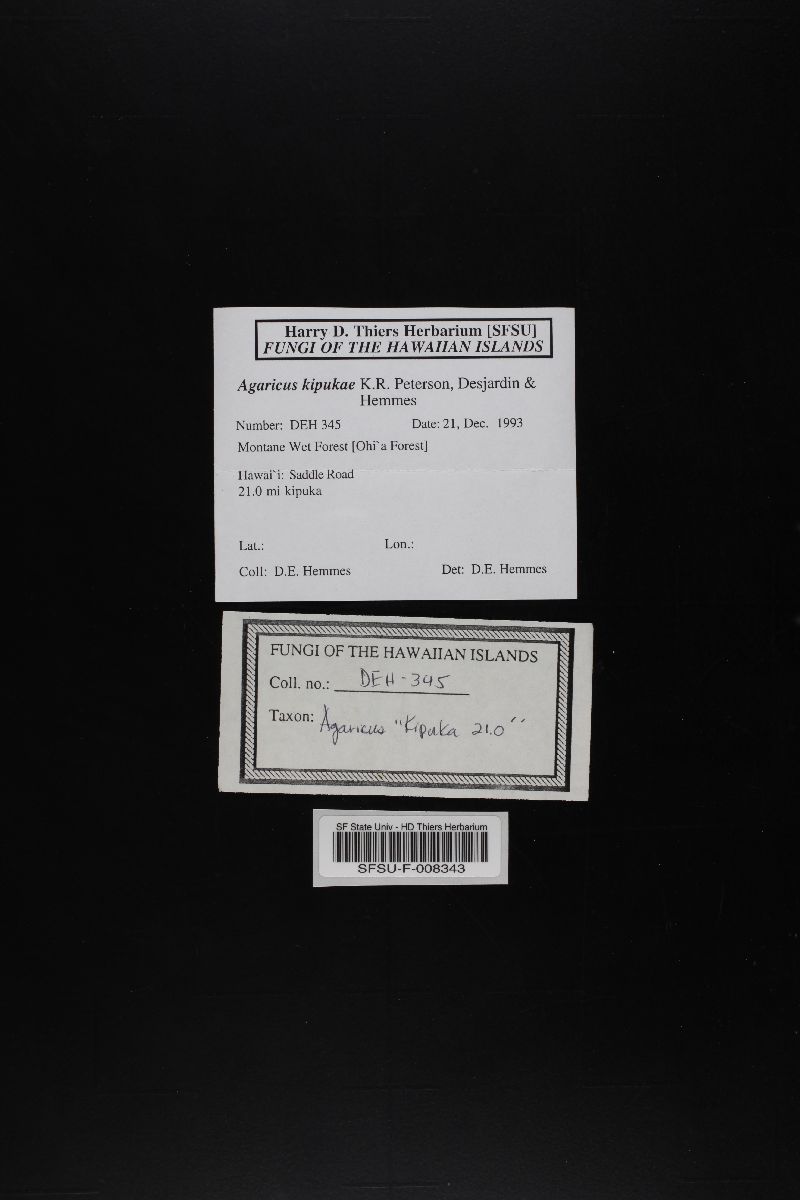 Harry D. Thiers Herbarium [SFSU]
FUNGI OF THE HAWAIIAN ISLANDS
Agaricus kipukae K.R. Peterson, Desjardin &
Hemmes
Number: DEH 345 Date: 21, Dec. 1993
Montane Wet Forest [Ohi`a Forest]
Hawai`i: Saddle Road
21.0 mi kipuka
Lat.: Lon.:
Coll: D.E. Hemmes Det: D.E. Hemmes
FUNGI OF THE HAWAIIAN ISLANDS
Coll. no.: DEH-345
Taxon: Agaricus "Kipuka 21.0"
SF State Univ - HD Thiers Herbarium
SFSU-F-008343